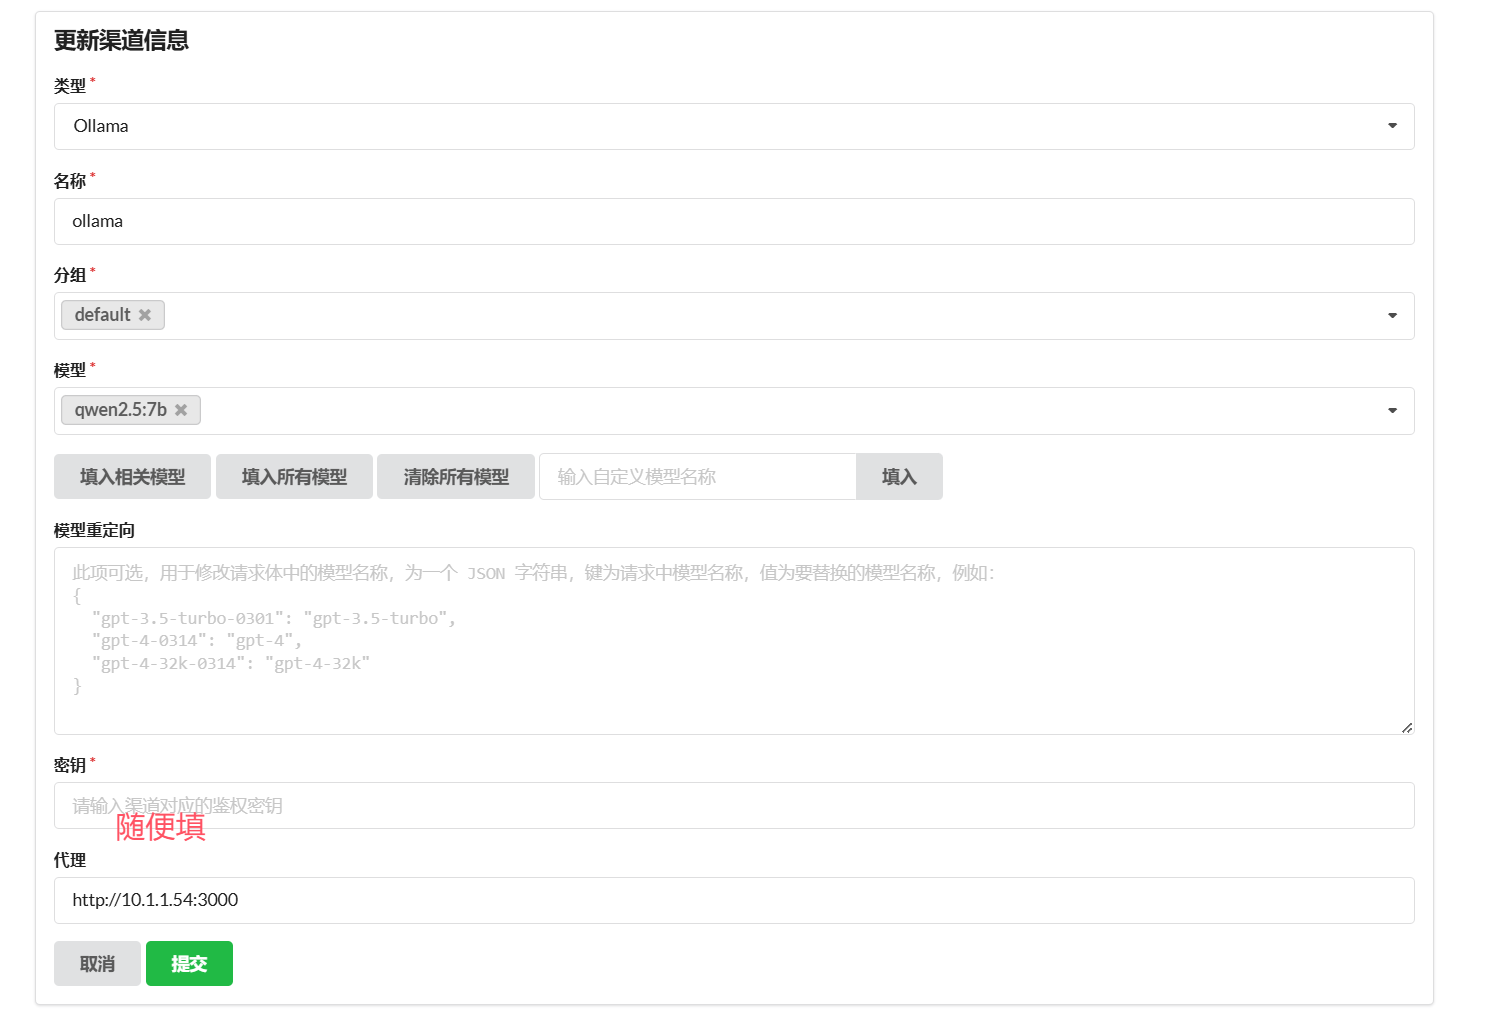 更新渠道信息
类型*
Ollama
名称*
ollama
分组*
default
模型*
qwen2.5:7b
填入相关模型 填入所有模型 清除所有模型 输入自定义模型名称 填入
模型重定向
此项可选，用于修改请求体中的模型名称，为一个 JSON 字符串，键为请求中模型名称，值为要替换的模型名称，例如：
{
"gpt-3.5-turbo-0301": "gpt-3.5-turbo",
"gpt-4-0314": "gpt-4",
"gpt-4-32k-0314": "gpt-4-32k"
}
密钥*
请输入渠道对应的鉴权密钥
随便填
代理
http://10.1.1.54:3000
取消 提交